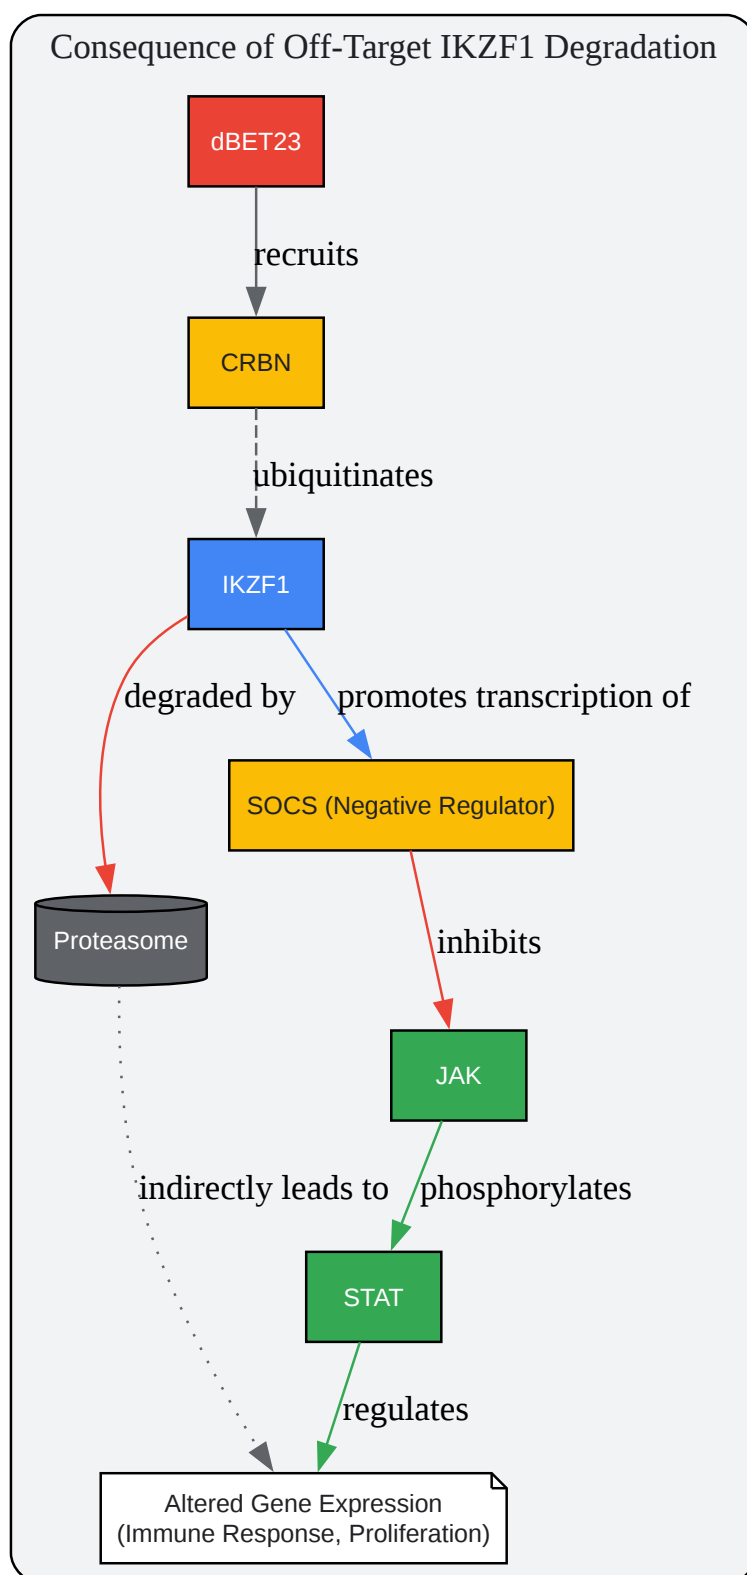 Consequence of Off-Target IKZF1 Degradation
dBET23
recruits
CRBN
ubiquitinates
IKZF1
degraded by
promotes transcription of
SOCS (Negative Regulator)
Proteasome
inhibits
JAK
indirectly leads to
phosphorylates
STAT
regulates
Altered Gene Expression
(Immune Response, Proliferation)